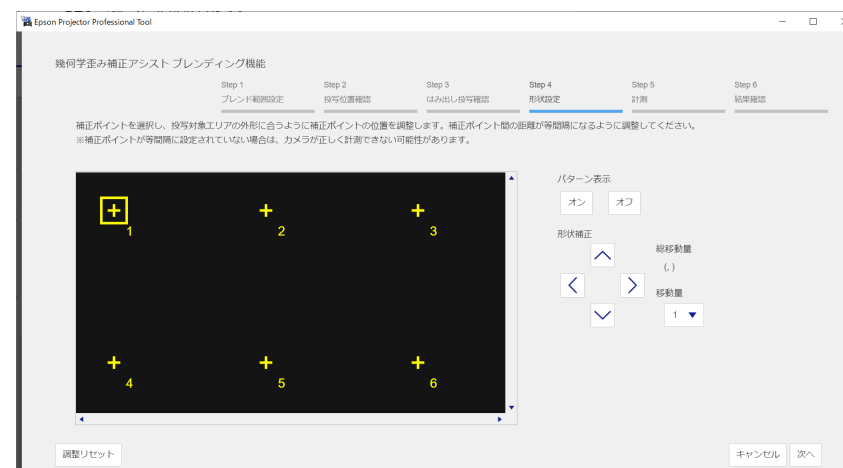 Epson Projector Professional Tool
幾何学歪み補正アシスト ブレンディング機能
Step 1
ブレンド範囲設定
Step 2
投写位置確認
Step 3
はみ出し投写確認
Step 4
形状設定
Step 5
計測
Step 6
結果確認
補正ポイントを選択し、投写対象エリアの外形に合うように補正ポイントの位置を調整します。補正ポイント間の距離が等間隔になるように調整してください。
※補正ポイントが等間隔に設定されていない場合は、カメラが正しく計測できない可能性があります。
1
2
3
4
5
6
パターン表示
オン
オフ
形状補正
総移動量
(, )
移動量
1
調整リセット
キャンセル
次へ